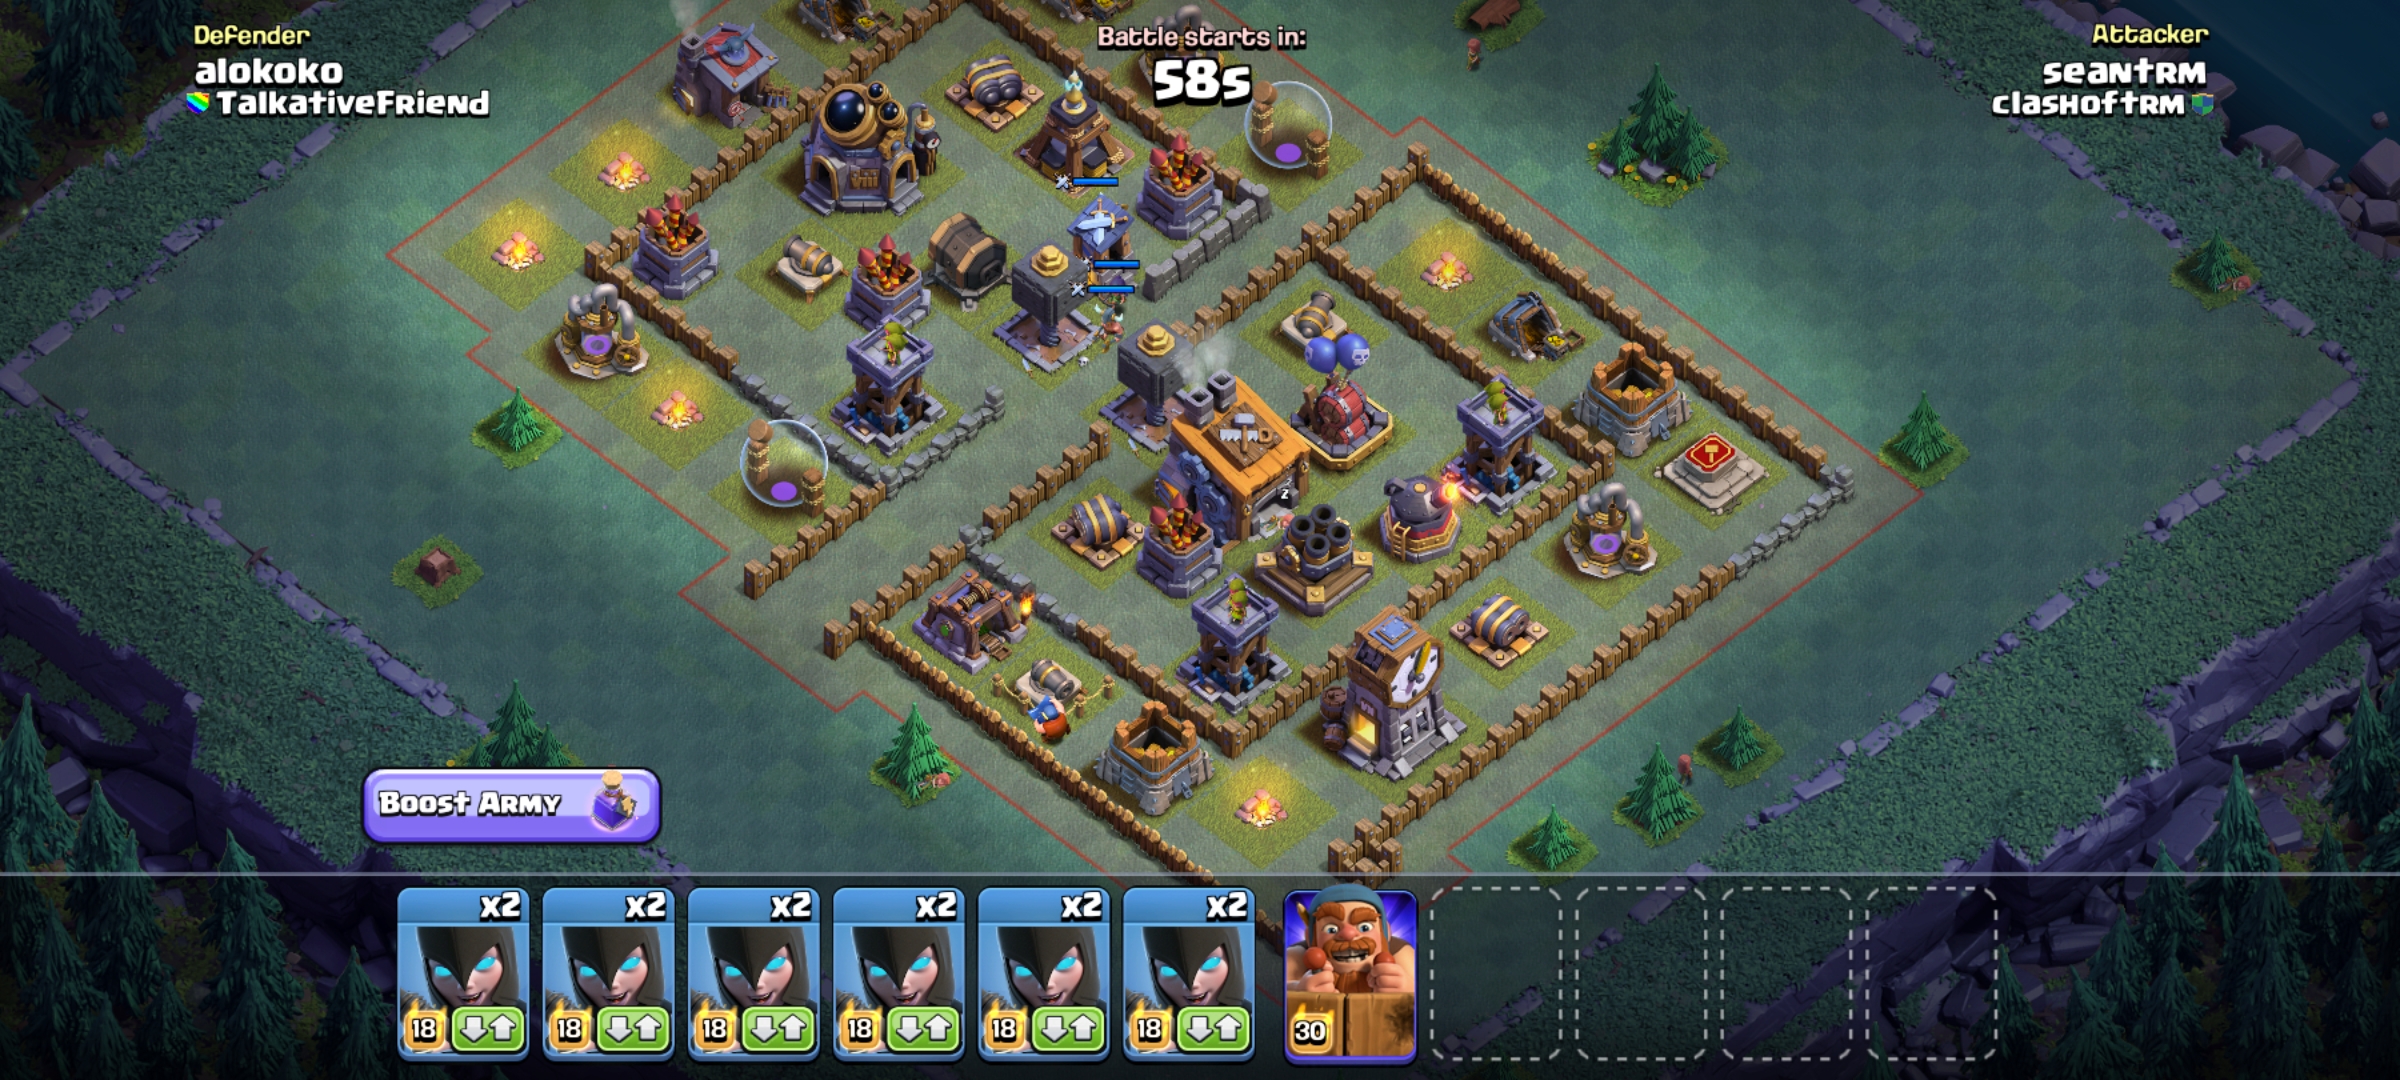 Defender
alokoko
TalkativeFriend
Battle starts in:
58s
Attacker
seantRM
clashoftRM
Boost Army
x2
x2
x2
x2
x2
x2
18
18
18
18
18
18
30